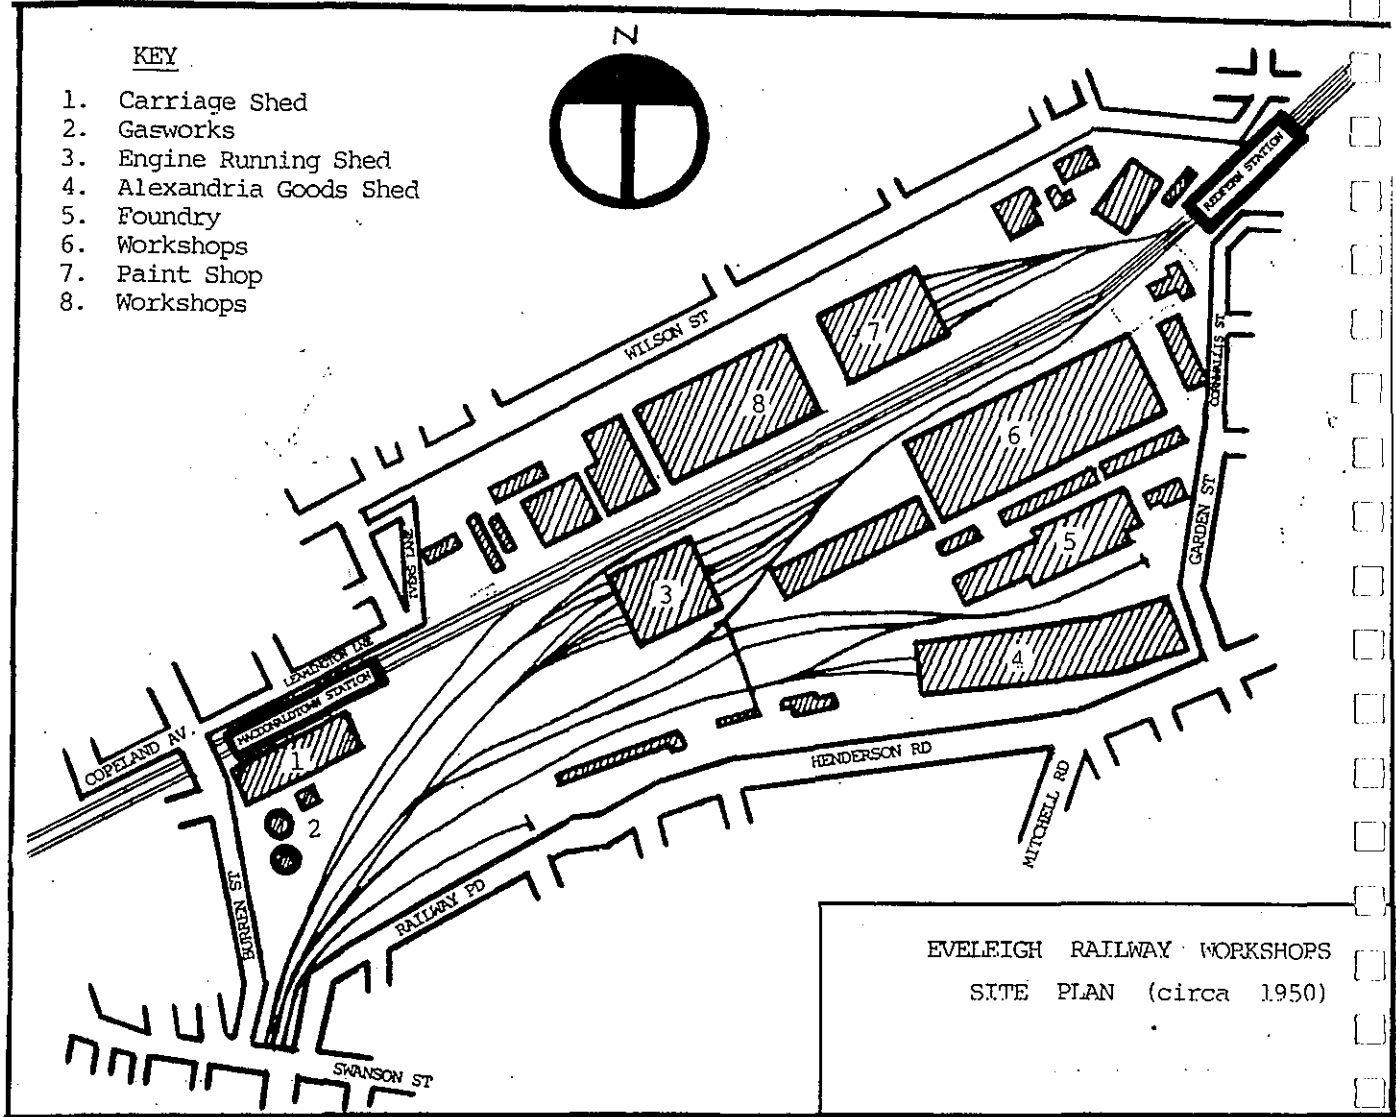 N
KEY
1. Carriage Shed
2. Gasworks
3. Engine Running Shed
4. Alexandria Goods Shed
5. Foundry
6. Workshops
7. Paint Shop
8. Workshops
REDFERN STATION
WILSON ST
7
8
6
CORNWALLIS ST
GARDEN ST
5
IVERS LANE
3
4
LEAMINGTON LNE
MACDONALDTOWN STATION
COPELAND AV.
1
2
HENDERSON RD
MITCHELL RD
BURREN ST
RAILWAY PD
SWANSON ST
EVELEIGH RAILWAY WORKSHOPS
SITE PLAN (circa 1950)